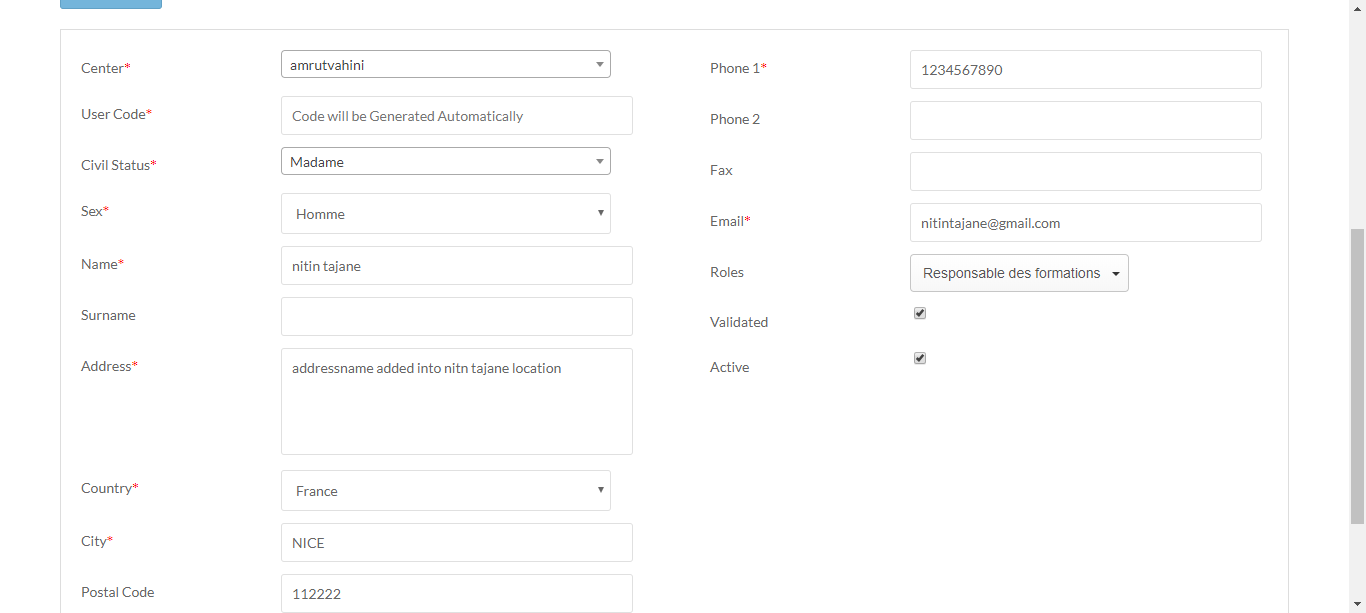 Center*
amrutvahini
User Code*
Code will be Generated Automatically
Civil Status*
Madame
Sex*
Homme
Name*
nitin tajane
Surname
Address*
addressname added into nitn tajane location
Country*
France
City*
NICE
Postal Code
112222
Phone 1*
1234567890
Phone 2
Fax
Email*
nitintajane@gmail.com
Roles
Responsable des formations
Validated
Active